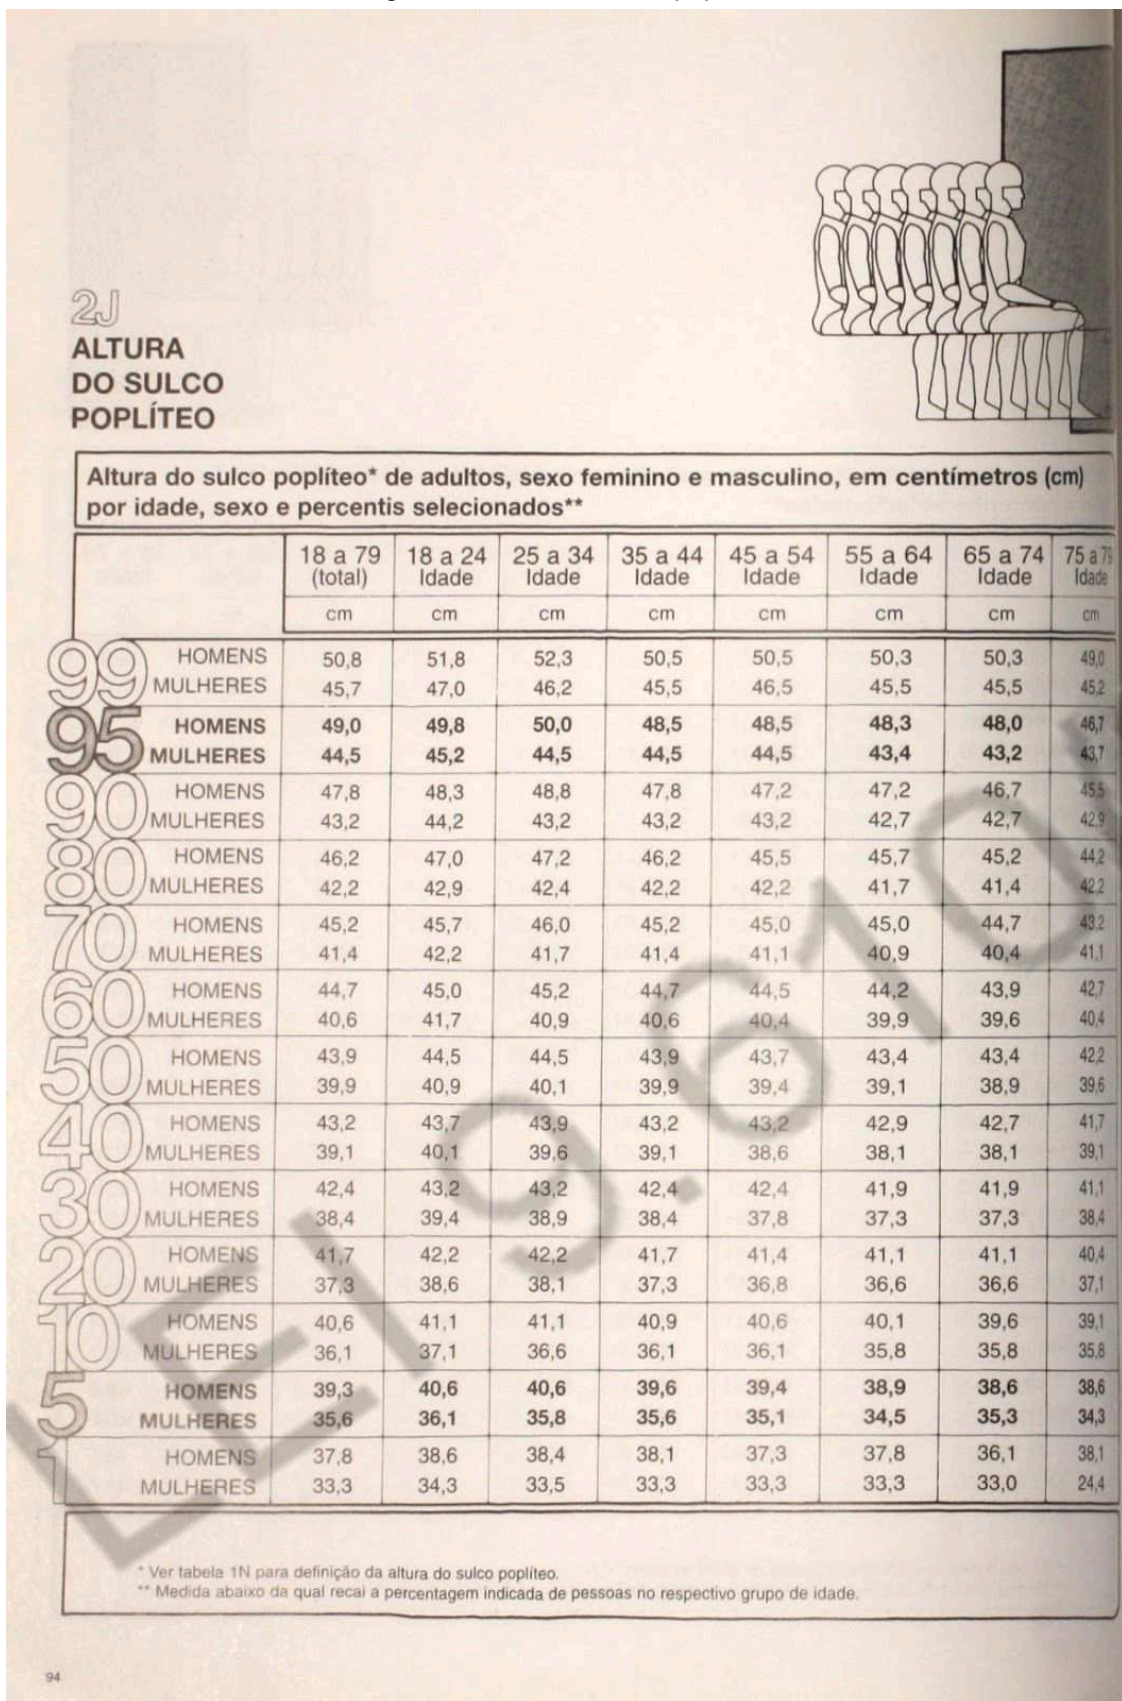 2J
ALTURA
DO SULCO
POPLÍTEO
Altura do sulco poplíteo* de adultos, sexo feminino e masculino, em centímetros (cm)
por idade, sexo e percentis selecionados**
18 a 79 (total) 18 a 24 Idade 25 a 34 Idade 35 a 44 Idade 45 a 54 Idade 55 a 64 Idade 65 a 74 Idade 75 a 79 Idade
cm cm cm cm cm cm cm cm
99 HOMENS 50,8 51,8 52,3 50,5 50,5 50,3 50,3 49,0
MULHERES 45,7 47,0 46,2 45,5 46,5 45,5 45,5 45,2
95 HOMENS 49,0 49,8 50,0 48,5 48,5 48,3 48,0 46,7
MULHERES 44,5 45,2 44,5 44,5 44,5 43,4 43,2 43,7
90 HOMENS 47,8 48,3 48,8 47,8 47,2 47,2 46,7 45,5
MULHERES 43,2 44,2 43,2 43,2 43,2 42,7 42,7 42,9
80 HOMENS 46,2 47,0 47,2 46,2 45,5 45,7 45,2 44,2
MULHERES 42,2 42,9 42,4 42,2 42,2 41,7 41,4 42,2
70 HOMENS 45,2 45,7 46,0 45,2 45,0 45,0 44,7 43,2
MULHERES 41,4 42,2 41,7 41,4 41,1 40,9 40,4 41,1
60 HOMENS 44,7 45,0 45,2 44,7 44,5 44,2 43,9 42,7
MULHERES 40,6 41,7 40,9 40,6 40,4 39,9 39,6 40,4
50 HOMENS 43,9 44,5 44,5 43,9 43,7 43,4 43,4 42,2
MULHERES 39,9 40,9 40,1 39,9 39,4 39,1 38,9 39,6
40 HOMENS 43,2 43,7 43,9 43,2 43,2 42,9 42,7 41,7
MULHERES 39,1 40,1 39,6 39,1 38,6 38,1 38,1 39,1
30 HOMENS 42,4 43,2 43,2 42,4 42,4 41,9 41,9 41,1
MULHERES 38,4 39,4 38,9 38,4 37,8 37,3 37,3 38,4
20 HOMENS 41,7 42,2 42,2 41,7 41,4 41,1 41,1 40,4
MULHERES 37,3 38,6 38,1 37,3 36,8 36,6 36,6 37,1
10 HOMENS 40,6 41,1 41,1 40,9 40,6 40,1 39,6 39,1
MULHERES 36,1 37,1 36,6 36,1 36,1 35,8 35,8 35,8
5 HOMENS 39,3 40,6 40,6 39,6 39,4 38,9 38,6 38,6
MULHERES 35,6 36,1 35,8 35,6 35,1 34,5 35,3 34,3
1 HOMENS 37,8 38,6 38,4 38,1 37,3 37,8 36,1 38,1
MULHERES 33,3 34,3 33,5 33,3 33,3 33,3 33,0 24,4
* Ver tabela 1N para definição da altura do sulco poplíteo.
** Medida abaixo da qual recai a percentagem indicada de pessoas no respectivo grupo de idade.
94
LEI 9.610